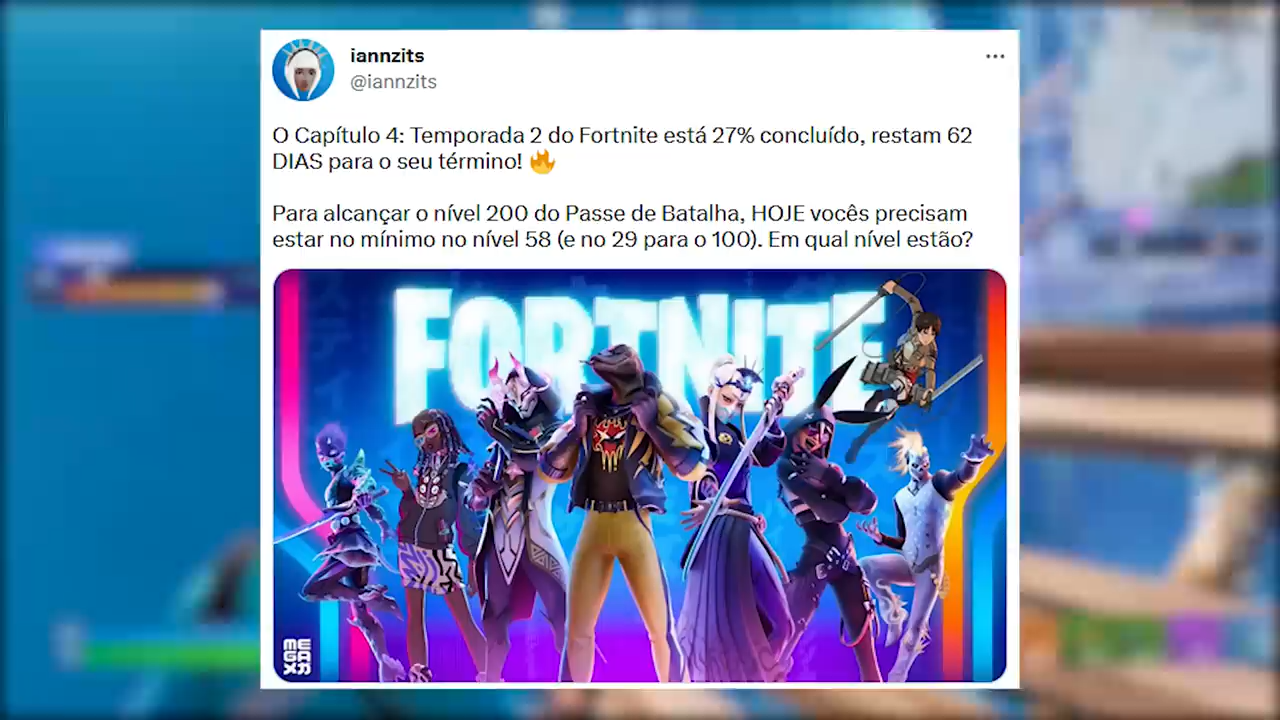 iannzits
@iannzits
O Capítulo 4: Temporada 2 do Fortnite está 27% concluído, restam 62
DIAS para o seu término! 🔥
Para alcançar o nível 200 do Passe de Batalha, HOJE vocês precisam
estar no mínimo no nível 58 (e no 29 para o 100). Em qual nível estão?
FORTNITE
MEGA